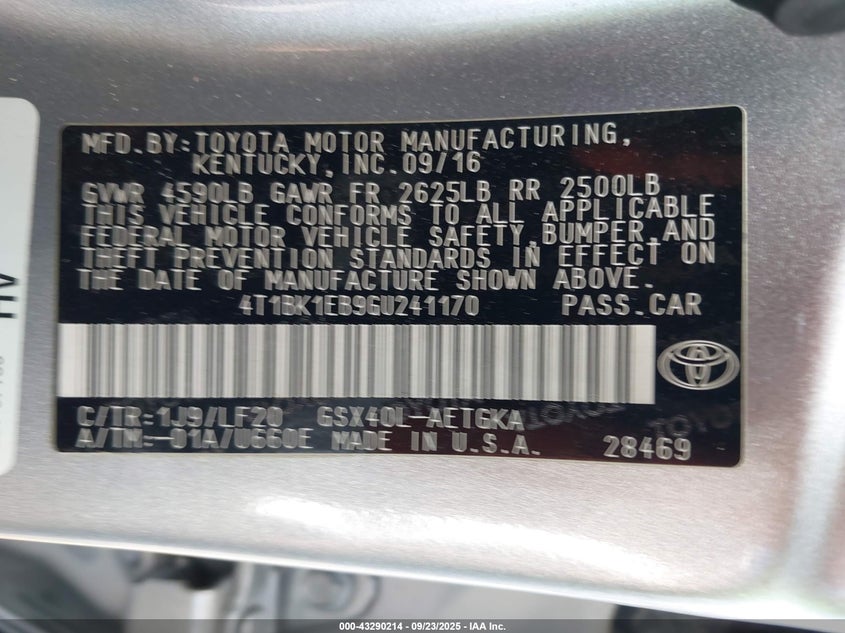 MFD. BY: TOYOTA MOTOR MANUFACTURING,
KENTUCKY, INC. 09/16
GVWR 4590LB GAWR FR 2625LB RR 2500LB
THIS VEHICLE CONFORMS TO ALL APPLICABLE
FEDERAL MOTOR VEHICLE SAFETY, BUMPER, AND
THEFT PREVENTION STANDARDS IN EFFECT ON
THE DATE OF MANUFACTURE SHOWN ABOVE.
4T1BK1EB9GU241170 PASS. CAR
C/TR: 1J9/LF20 GSX40L-AETGKA
A/TM: -01A/U660E MADE IN U.S.A. 28469
HV
000-43290214 - 09/23/2025 - IAA Inc.